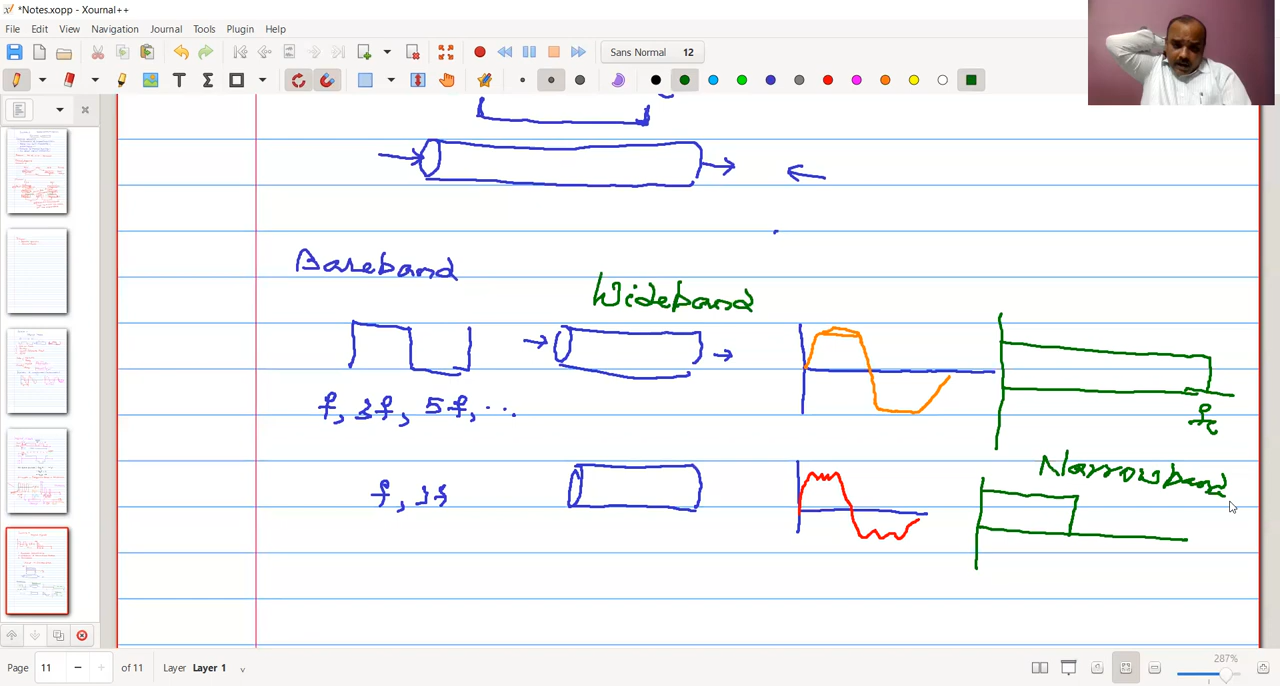 *Notes.xopp - Xournal++
File Edit View Navigation Journal Tools Plugin Help
Sans Normal 12
Baseband
Wideband
f, 3f, 5f, ...
fc
Narrowband
f, 3f
287%
Page 11 of 11 Layer Layer 1